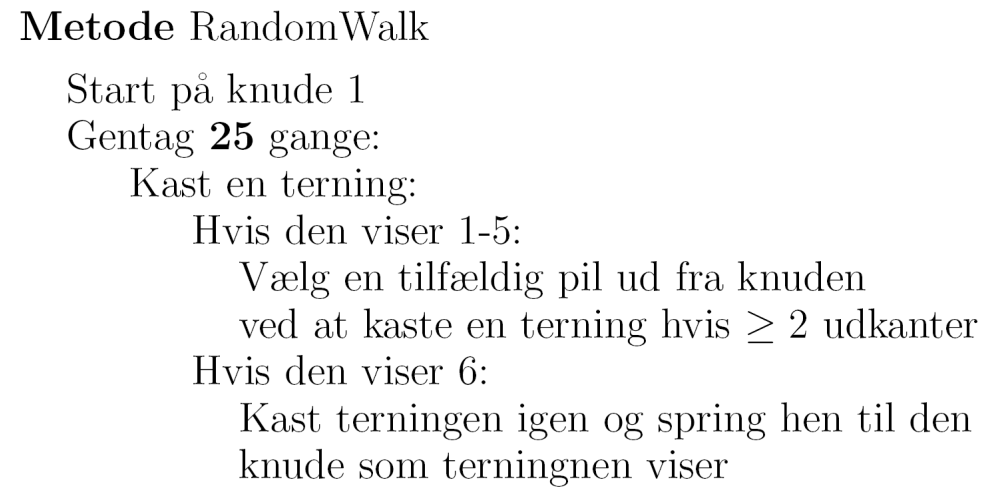 Metode RandomWalk
Start på knude 1
Gentag 25 gange:
Kast en terning:
Hvis den viser 1-5:
Vælg en tilfældig pil ud fra knuden
ved at kaste en terning hvis ≥ 2 udkanter
Hvis den viser 6:
Kast terningen igen og spring hen til den
knude som terningnen viser